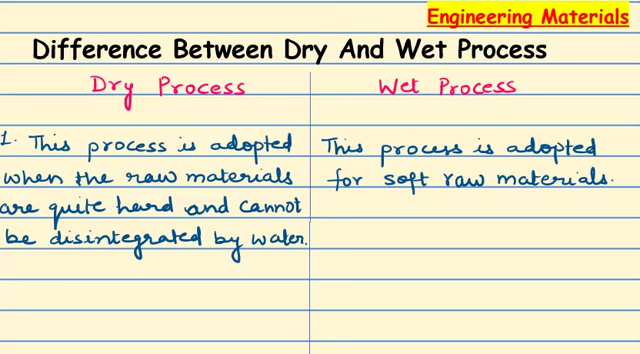 Engineering Materials
Difference Between Dry And Wet Process
Dry Process
Wet Process
1. This process is adopted
when the raw materials
are quite hard and cannot
be disintegrated by water.
This process is adopted
for soft raw materials.